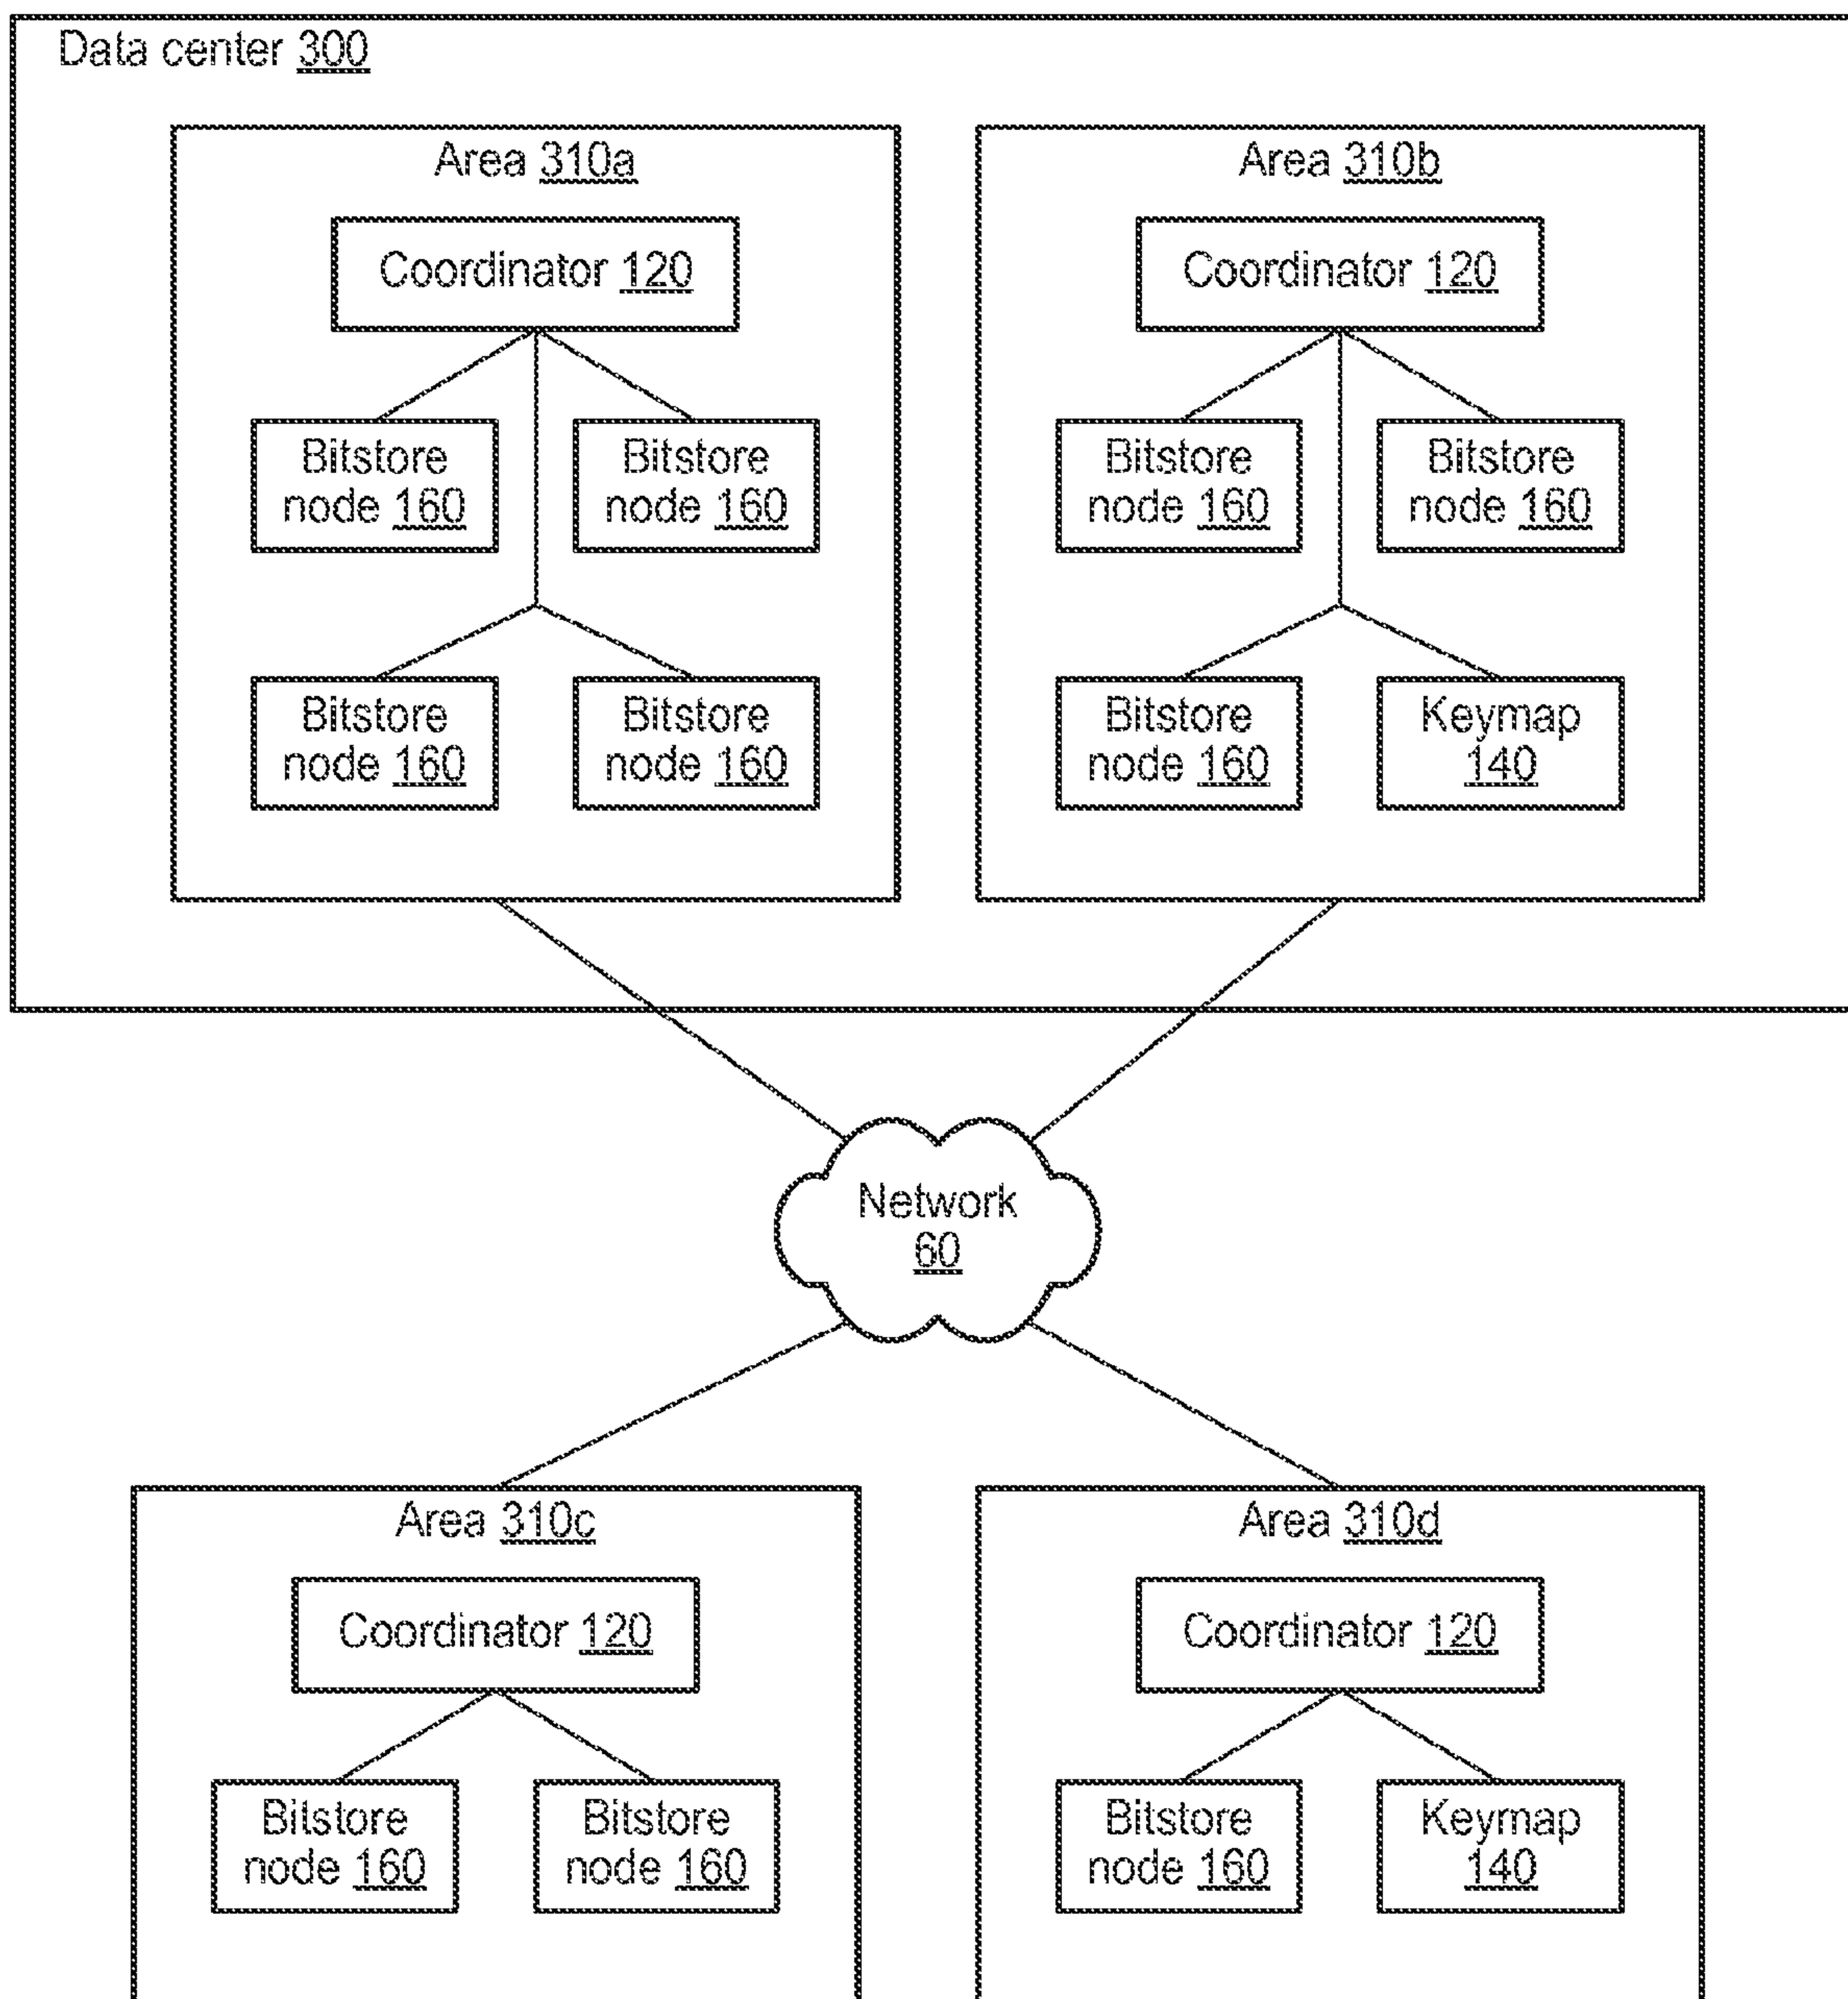 Data center 300
Area 310a
Coordinator 120
Bitstore
node 160
Bitstore
node 160
Bitstore
node 160
Bitstore
node 160
Area 310b
Coordinator 120
Bitstore
node 160
Bitstore
node 160
Bitstore
node 160
Keymap
140
Network
60
Area 310c
Coordinator 120
Bitstore
node 160
Bitstore
node 160
Area 310d
Coordinator 120
Bitstore
node 160
Keymap
140